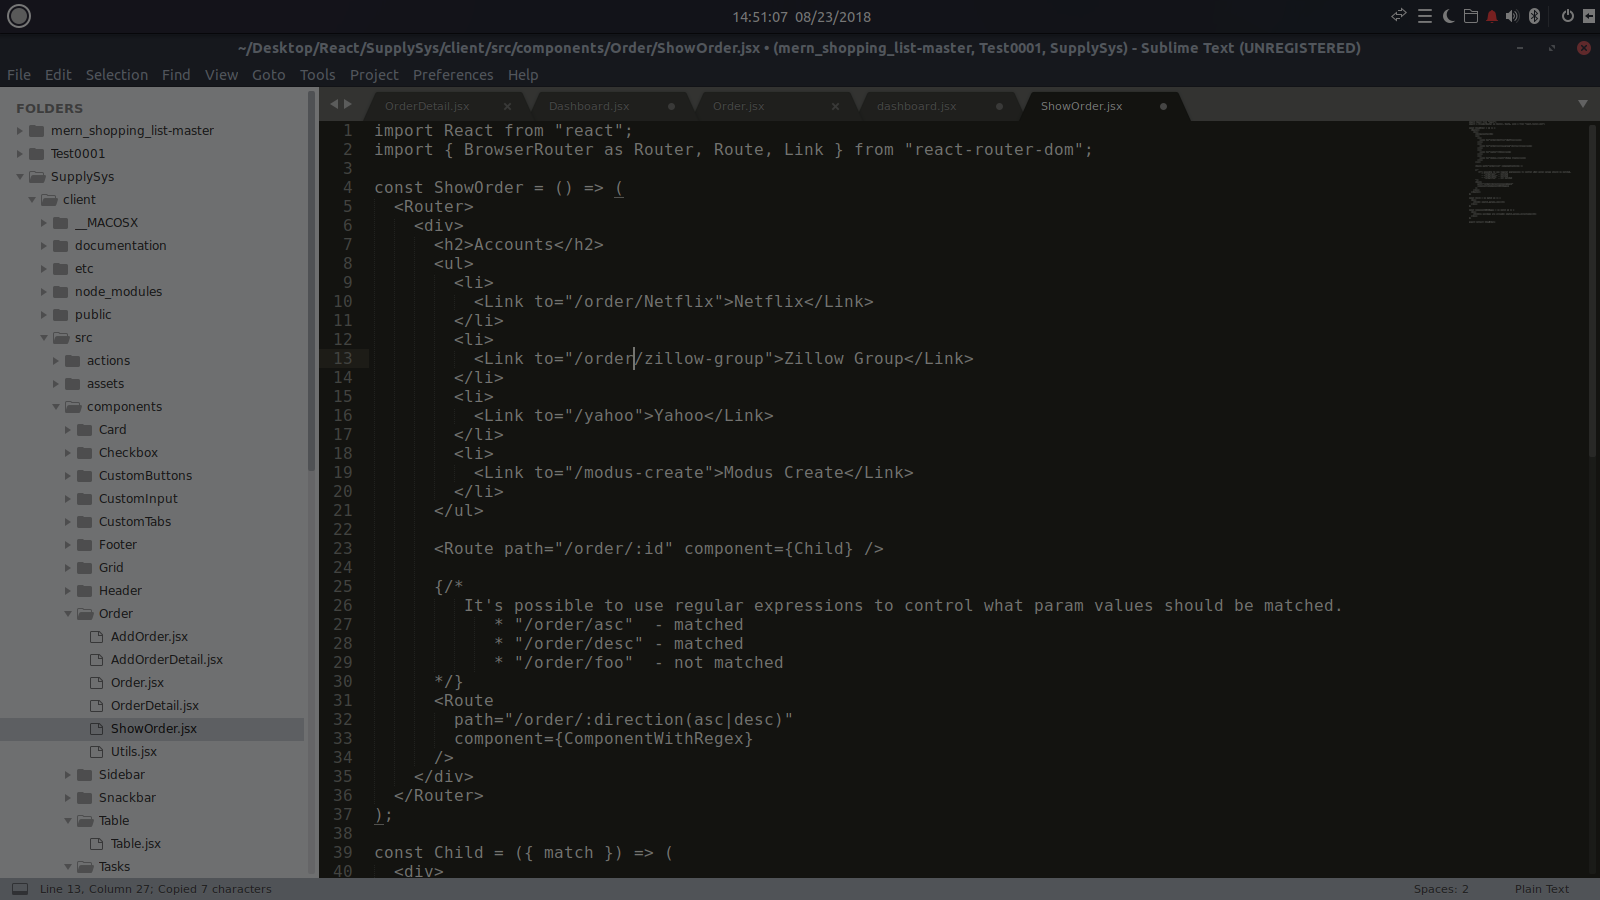 14:51:07 08/23/2018
~/Desktop/React/SupplySys/client/src/components/Order/ShowOrder.jsx • (mern_shopping_list-master, Test0001, SupplySys) - Sublime Text (UNREGISTERED)
File Edit Selection Find View Goto Tools Project Preferences Help
FOLDERS
mern_shopping_list-master
Test0001
SupplySys
client
__MACOSX
documentation
etc
node_modules
public
src
actions
assets
components
Card
Checkbox
CustomButtons
CustomInput
CustomTabs
Footer
Grid
Header
Order
AddOrder.jsx
AddOrderDetail.jsx
Order.jsx
OrderDetail.jsx
ShowOrder.jsx
Utils.jsx
Sidebar
Snackbar
Table
Table.jsx
Tasks
OrderDetail.jsx Dashboard.jsx Order.jsx dashboard.jsx ShowOrder.jsx
1 import React from "react";
2 import { BrowserRouter as Router, Route, Link } from "react-router-dom";
3
4 const ShowOrder = () => (
5 <Router>
6 <div>
7 <h2>Accounts</h2>
8 <ul>
9 <li>
10 <Link to="/order/Netflix">Netflix</Link>
11 </li>
12 <li>
13 <Link to="/order/zillow-group">Zillow Group</Link>
14 </li>
15 <li>
16 <Link to="/yahoo">Yahoo</Link>
17 </li>
18 <li>
19 <Link to="/modus-create">Modus Create</Link>
20 </li>
21 </ul>
22
23 <Route path="/order/:id" component={Child} />
24
25 {/*
26 It's possible to use regular expressions to control what param values should be matched.
27 * "/order/asc"  - matched
28 * "/order/desc" - matched
29 * "/order/foo"  - not matched
30 */}
31 <Route
32 path="/order/:direction(asc|desc)"
33 component={ComponentWithRegex}
34 />
35 </div>
36 </Router>
37 );
38
39 const Child = ({ match }) => (
40 <div>
Line 13, Column 27; Copied 7 characters Spaces: 2 Plain Text